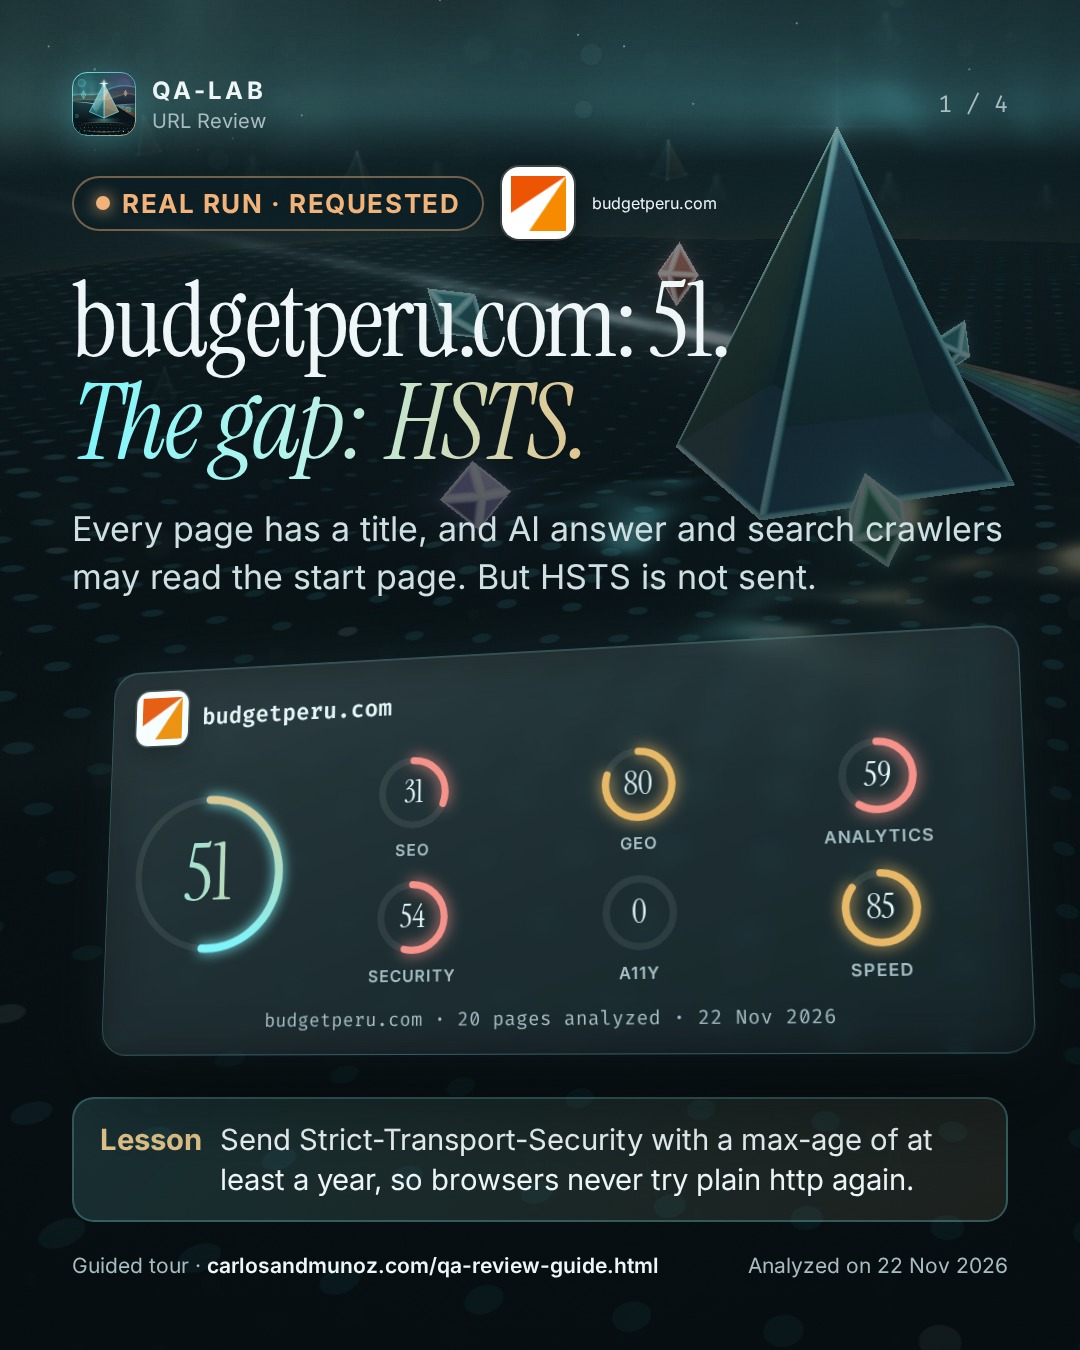 QA-LAB
URL Review
1 / 4
REAL RUN · REQUESTED
budgetperu.com
budgetperu.com: 51.
The gap: HSTS.
Every page has a title, and AI answer and search crawlers
may read the start page. But HSTS is not sent.
budgetperu.com
51
31
SEO
80
GEO
59
ANALYTICS
54
SECURITY
0
A11Y
85
SPEED
budgetperu.com · 20 pages analyzed · 22 Nov 2026
Lesson Send Strict-Transport-Security with a max-age of at
least a year, so browsers never try plain http again.
Guided tour · carlosandmunoz.com/qa-review-guide.html
Analyzed on 22 Nov 2026